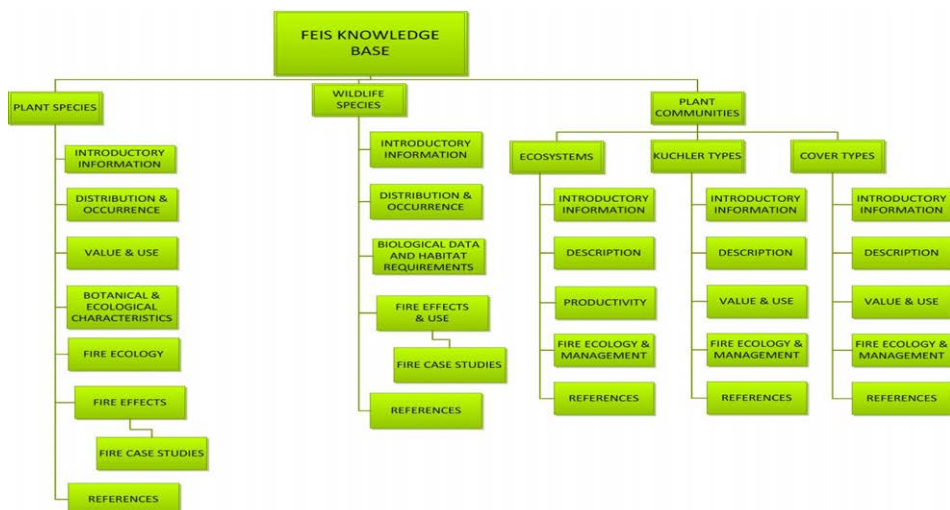 FEIS KNOWLEDGE
BASE
PLANT SPECIES
INTRODUCTORY
INFORMATION
DISTRIBUTION &
OCCURRENCE
VALUE & USE
BOTANICAL &
ECOLOGICAL
CHARACTERISTICS
FIRE ECOLOGY
FIRE EFFECTS
FIRE CASE STUDIES
REFERENCES
WILDLIFE
SPECIES
INTRODUCTORY
INFORMATION
DISTRIBUTION &
OCCURRENCE
BIOLOGICAL DATA
AND HABITAT
REQUIREMENTS
FIRE EFFECTS
& USE
FIRE CASE STUDIES
REFERENCES
PLANT
COMMUNITIES
ECOSYSTEMS
INTRODUCTORY
INFORMATION
DESCRIPTION
PRODUCTIVITY
FIRE ECOLOGY &
MANAGEMENT
REFERENCES
KUCHLER TYPES
INTRODUCTORY
INFORMATION
DESCRIPTION
VALUE & USE
FIRE ECOLOGY &
MANAGEMENT
REFERENCES
COVER TYPES
INTRODUCTORY
INFORMATION
DESCRIPTION
VALUE & USE
FIRE ECOLOGY &
MANAGEMENT
REFERENCES